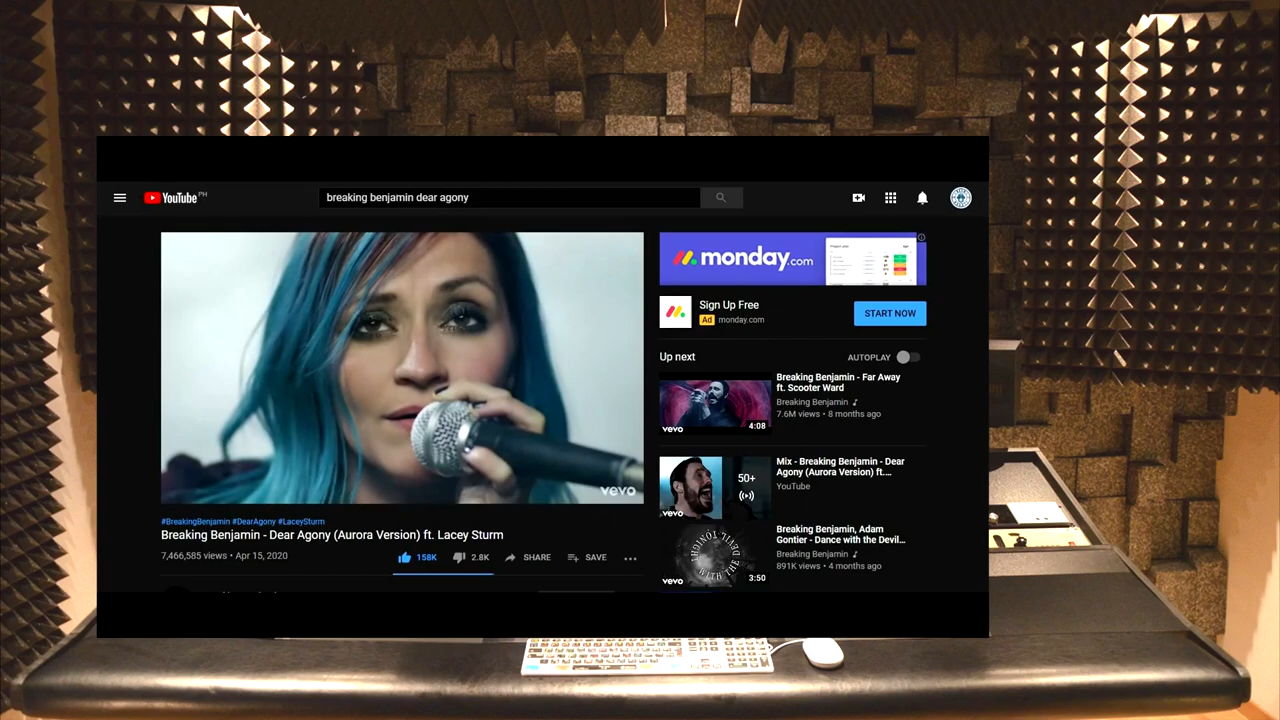 YouTube PH
breaking benjamin dear agony
vevo
#BreakingBenjamin #DearAgony #LaceySturm
Breaking Benjamin - Dear Agony (Aurora Version) ft. Lacey Sturm
7,466,585 views • Apr 15, 2020
158K
2.8K
SHARE
SAVE
monday.com
Sign Up Free
Ad monday.com
START NOW
Up next
AUTOPLAY
Breaking Benjamin - Far Away
ft. Scooter Ward
Breaking Benjamin
7.6M views • 8 months ago
vevo
4:08
Mix - Breaking Benjamin - Dear
Agony (Aurora Version) ft....
YouTube
50+
vevo
Breaking Benjamin, Adam
Gontier - Dance with the Devil...
Breaking Benjamin
891K views • 4 months ago
TONIGHT
WITH THE DEVIL
vevo
3:50